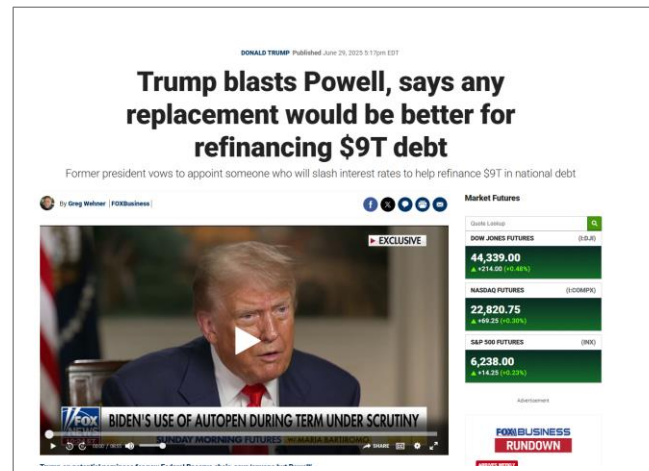 DONALD TRUMP Published June 29, 2025 5:17pm EDT
Trump blasts Powell, says any
replacement would be better for
refinancing $9T debt
Former president vows to appoint someone who will slash interest rates to help refinance $9T in national debt
By Greg Wehner | FOXBusiness |
EXCLUSIVE
FOX NEWS
BIDEN'S USE OF AUTOPEN DURING TERM UNDER SCRUTINY
SUNDAY MORNING FUTURES W/MARIA BARTIROMO
00:00 / 06:03
SHARE
Market Futures
Quote Lookup
DOW JONES FUTURES (I:DJI)
44,339.00
+214.00 (+0.48%)
NASDAQ FUTURES (I:COMPX)
22,820.75
+69.25 (+0.30%)
S&P 500 FUTURES (INX)
6,238.00
+14.25 (+0.23%)
Advertisement
FOX BUSINESS
RUNDOWN